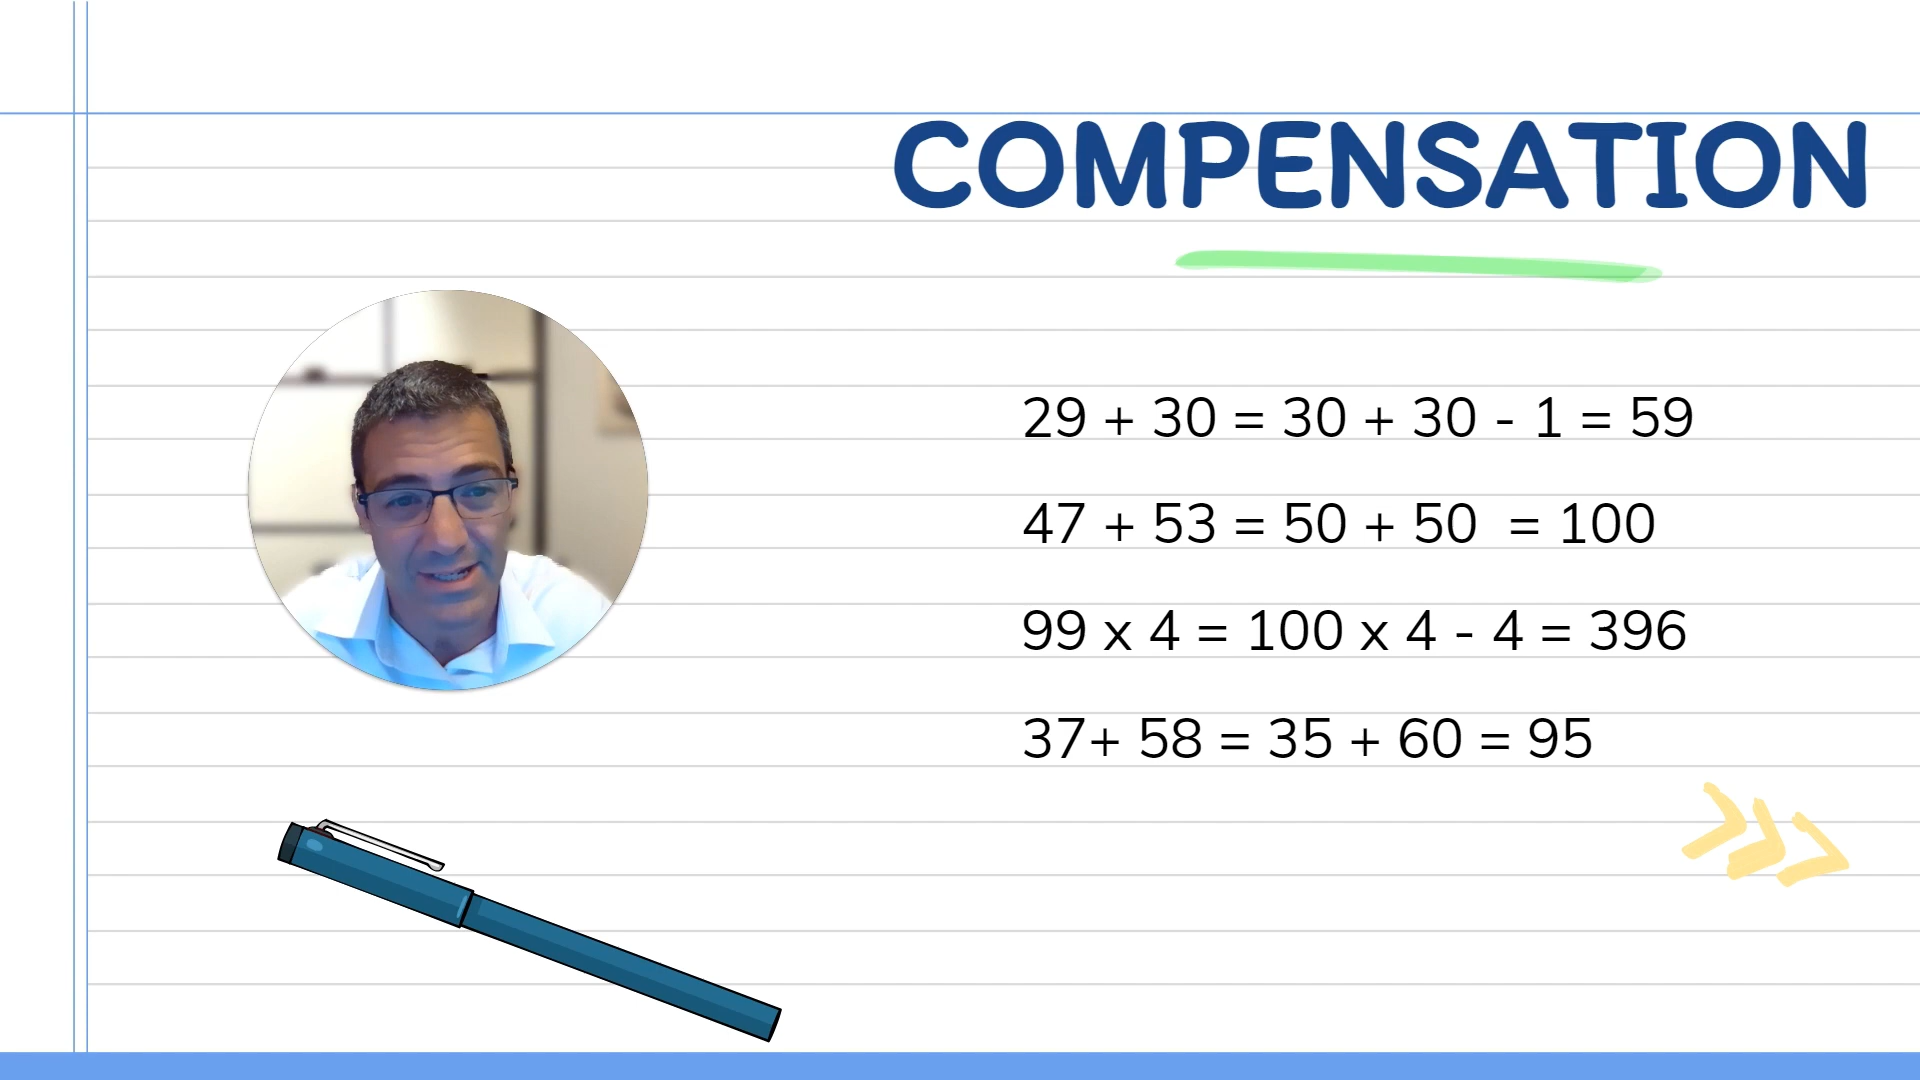 COMPENSATION
29 + 30 = 30 + 30 - 1 = 59
47 + 53 = 50 + 50  = 100
99 x 4 = 100 x 4 - 4 = 396
37+ 58 = 35 + 60 = 95